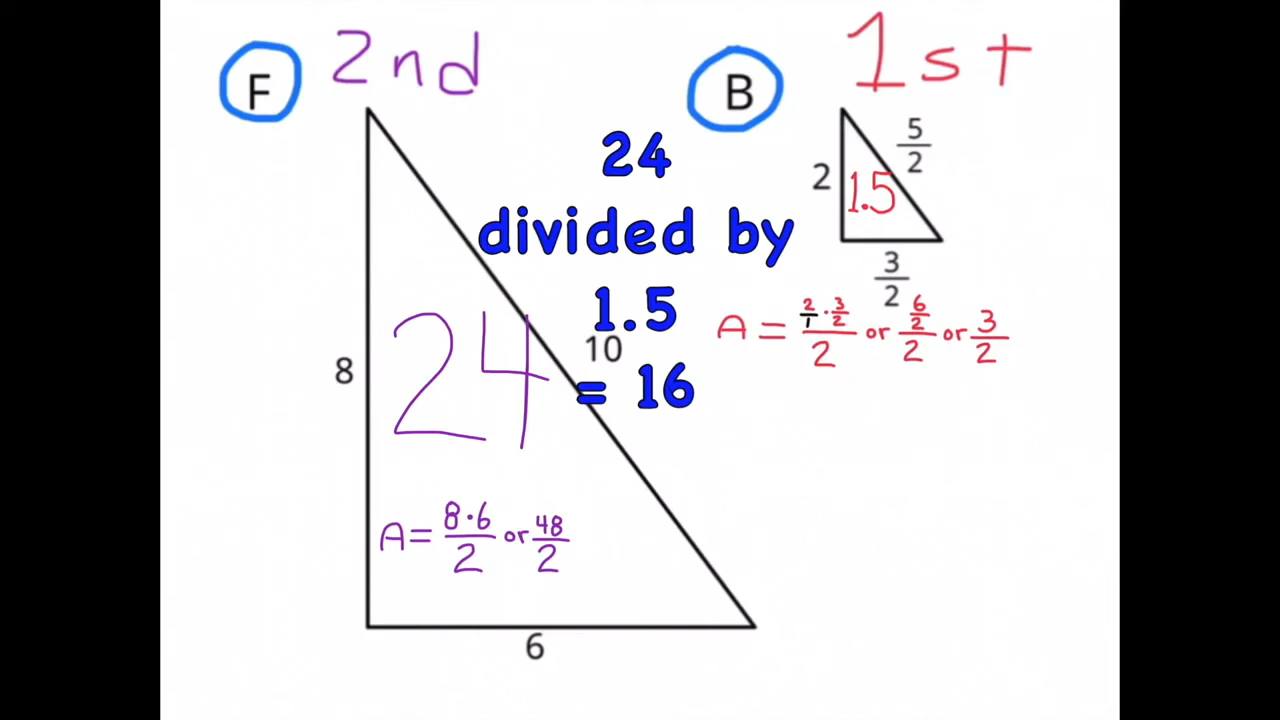 F 2nd
B 1st
24
divided by
1.5
= 16
8
24
10
6
A = 8·6/2 or 48/2
2
1.5
5/2
3/2
A = 2/1 · 3/2 / 2 or 6/2 / 2 or 3/2